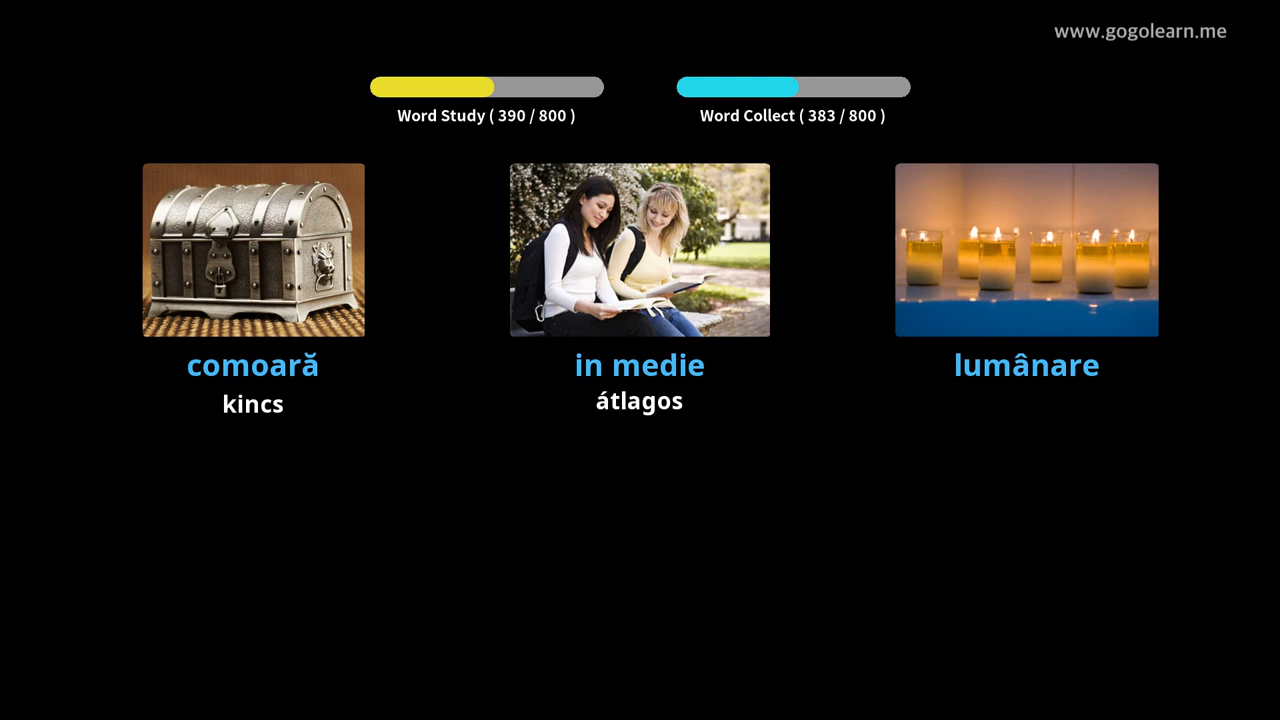 www.gogolearn.me
Word Study ( 390 / 800 )
Word Collect ( 383 / 800 )
comoară
in medie
lumânare
kincs
átlagos